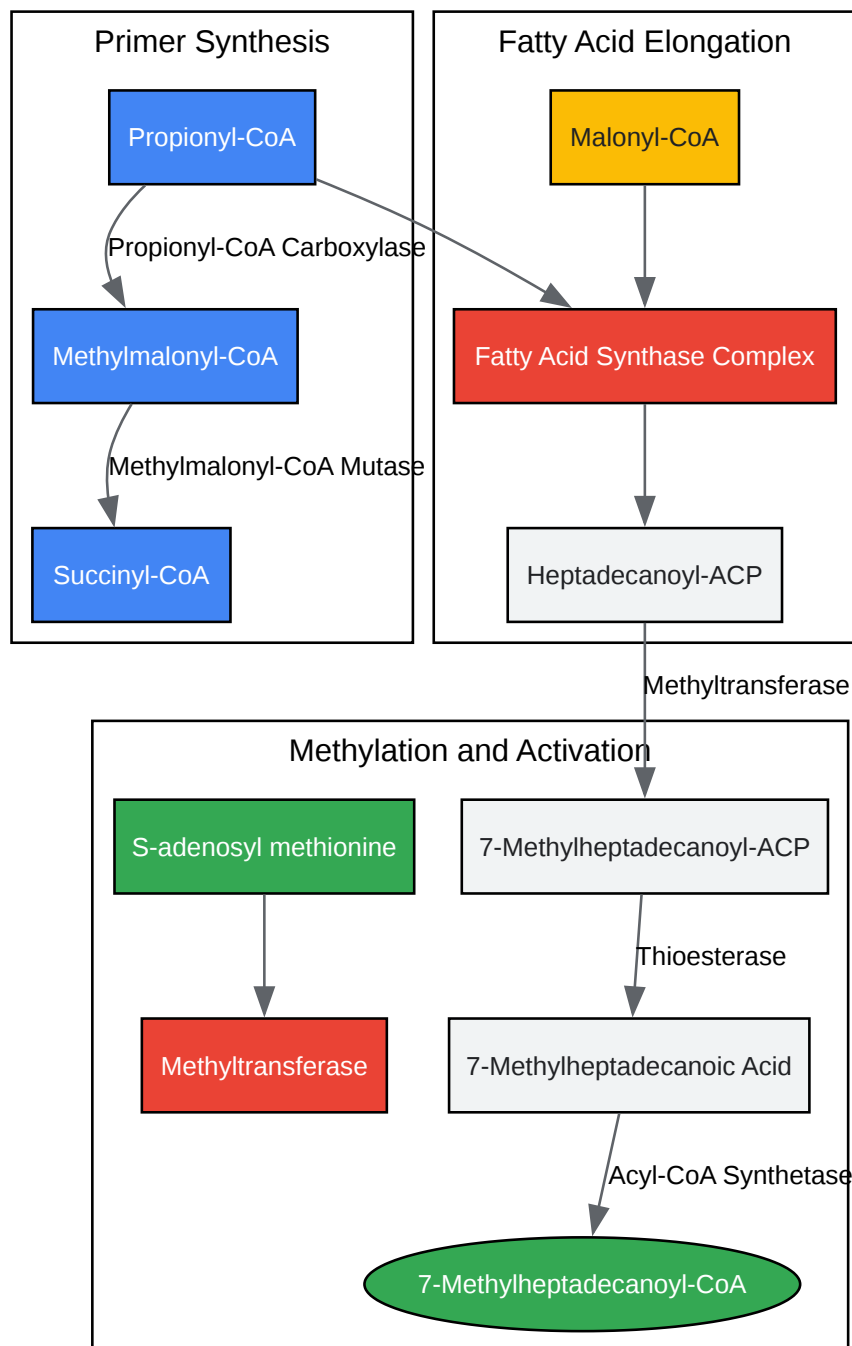 Primer Synthesis
Propionyl-CoA
Propionyl-CoA Carboxylase
Methylmalonyl-CoA
Methylmalonyl-CoA Mutase
Succinyl-CoA
Fatty Acid Elongation
Malonyl-CoA
Fatty Acid Synthase Complex
Heptadecanoyl-ACP
Methyltransferase
Methylation and Activation
S-adenosyl methionine
Methyltransferase
7-Methylheptadecanoyl-ACP
Thioesterase
7-Methylheptadecanoic Acid
Acyl-CoA Synthetase
7-Methylheptadecanoyl-CoA